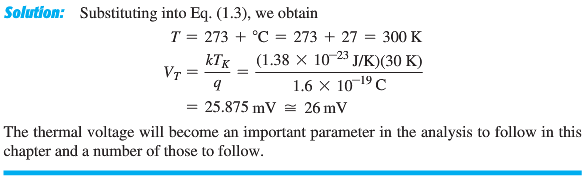 Solution: Substituting into Eq. (1.3), we obtain
T = 273 + °C = 273 + 27 = 300 K
V_T = kT_K / q = (1.38 × 10^−23 J/K)(30 K) / 1.6 × 10^−19 C
= 25.875 mV ≅ 26 mV
The thermal voltage will become an important parameter in the analysis to follow in this
chapter and a number of those to follow.